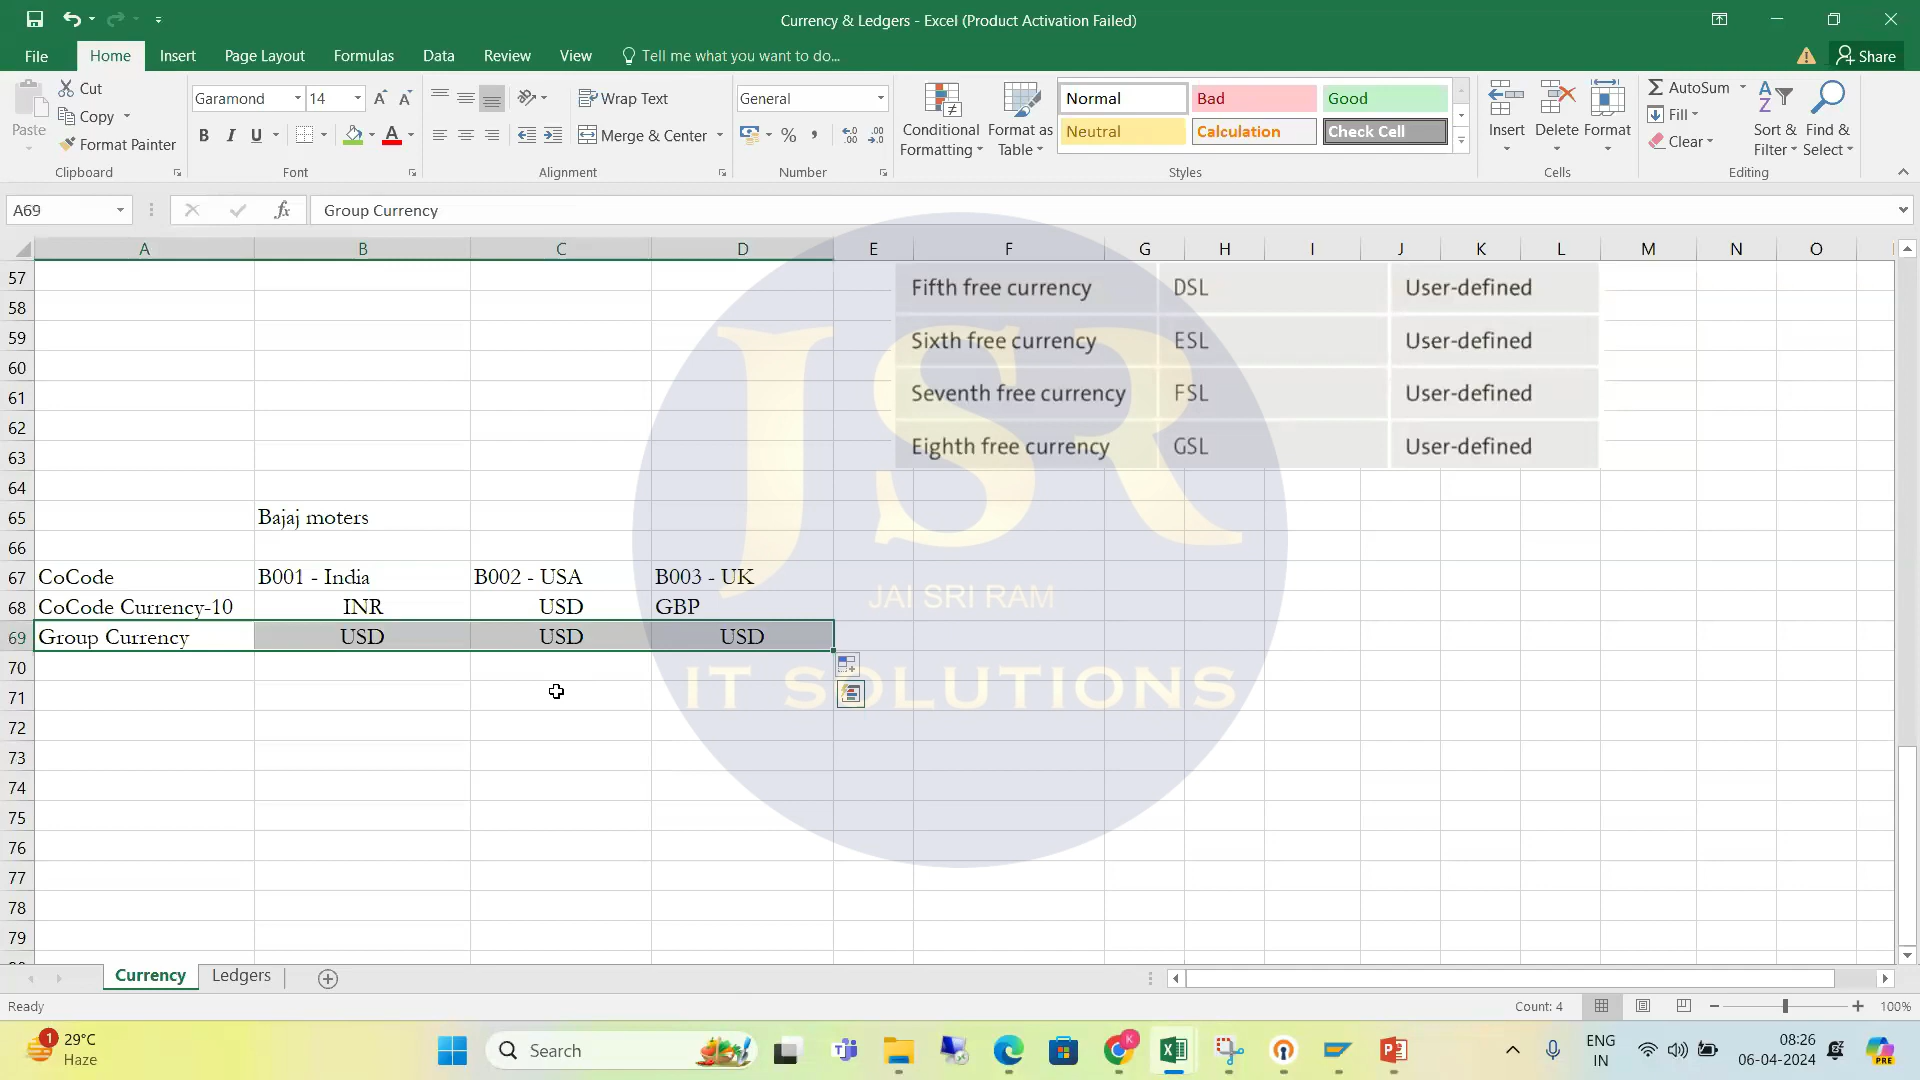 Currency & Ledgers - Excel (Product Activation Failed)
File Home Insert Page Layout Formulas Data Review View Tell me what you want to do... Share
Paste Cut Copy Format Painter
Garamond 14 B I U A
Wrap Text Merge & Center
General %
Conditional Formatting Format as Table
Normal Bad Good
Neutral Calculation Check Cell
Insert Delete Format
AutoSum Fill Clear
Sort & Filter Find & Select
Clipboard Font Alignment Number Styles Cells Editing
A69 fx Group Currency
A B C D E F G H I J K L M N O
57
Fifth free currency DSL User-defined
58
59
Sixth free currency ESL User-defined
60
61
Seventh free currency FSL User-defined
62
63
Eighth free currency GSL User-defined
64
65 Bajaj moters
66
67 CoCode B001 - India B002 - USA B003 - UK
68 CoCode Currency-10 INR USD GBP
69 Group Currency USD USD USD
70
71
72
73
74
75
76
77
78
79
JSR
JAI SRI RAM
IT SOLUTIONS
Currency Ledgers
Ready Count: 4 100%
1 29°C
Haze
Search
K
ENG
IN
08:26
06-04-2024
PRE